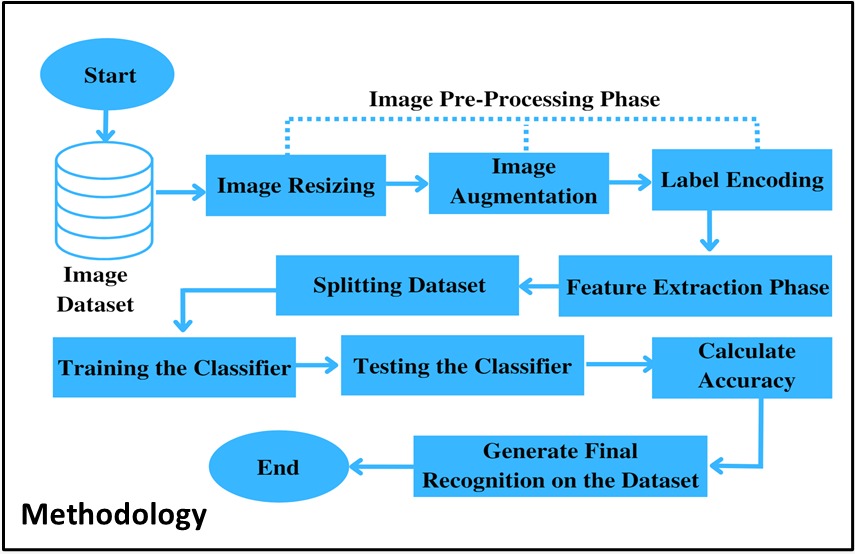 Start
Image Pre-Processing Phase
Image Resizing
Image
Augmentation
Label Encoding
Image
Dataset
Splitting Dataset
Feature Extraction Phase
Training the Classifier
Testing the Classifier
Calculate
Accuracy
End
Generate Final
Recognition on the Dataset
Methodology